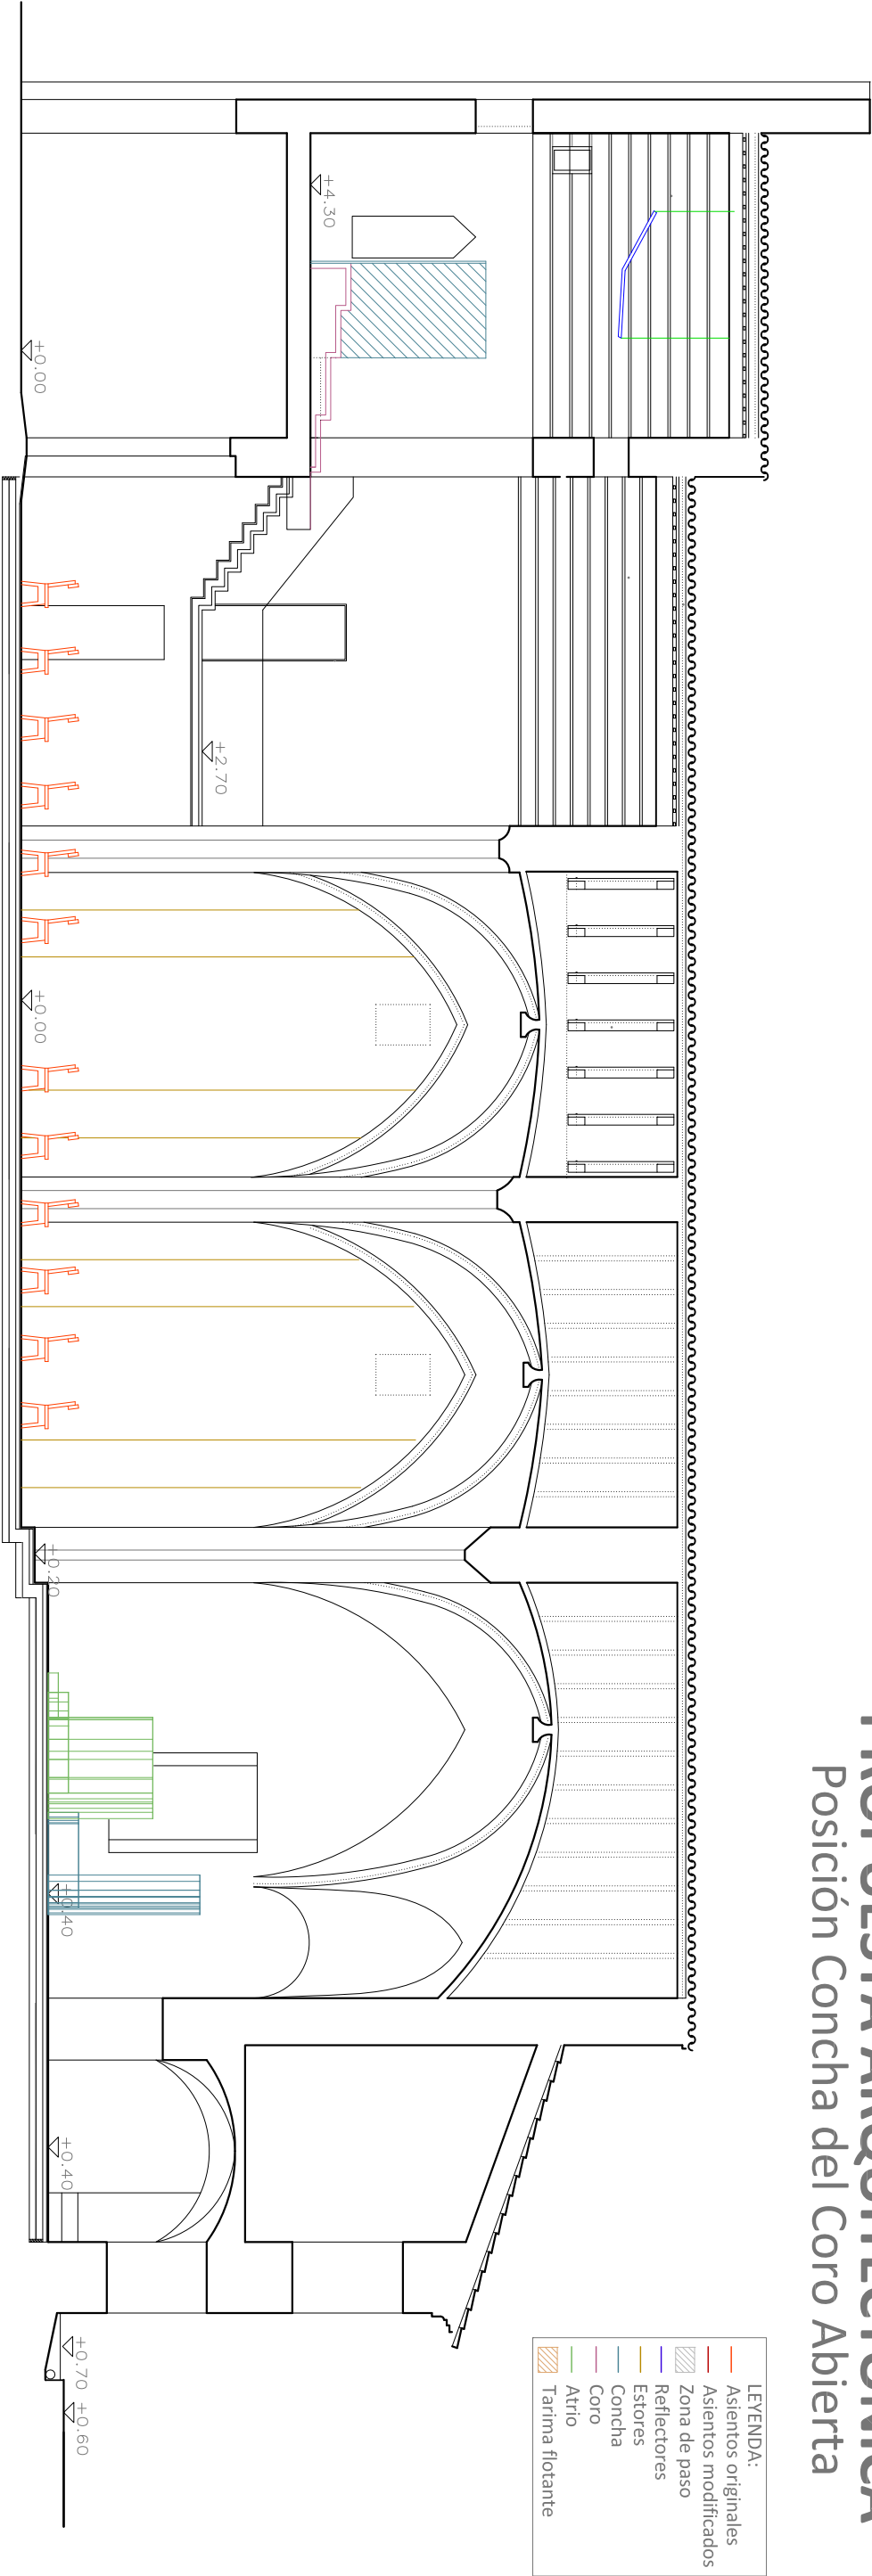 PROPUESTA ARQUITECTÓNICA
Posición Concha del Coro Abierta
+4.30
+0.00
+2.70
+0.00
+0.20
+0.40
+0.40
+0.70
+0.60
LEYENDA:
Asientos originales
Asientos modificados
Zona de paso
Reflectores
Estores
Concha
Coro
Atrio
Tarima flotante